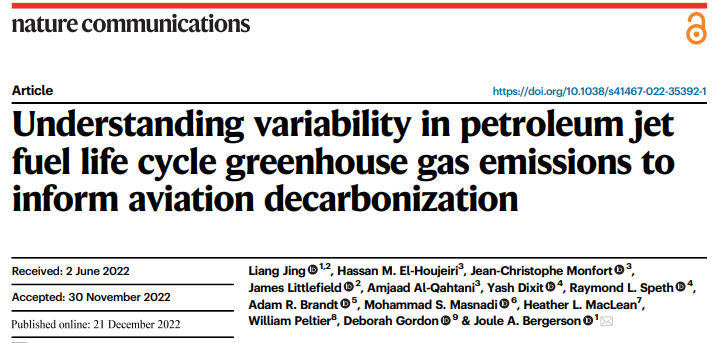 nature communications
Article
https://doi.org/10.1038/s41467-022-35392-1
Understanding variability in petroleum jet
fuel life cycle greenhouse gas emissions to
inform aviation decarbonization
Received: 2 June 2022
Accepted: 30 November 2022
Published online: 21 December 2022
Liang Jing 1,2, Hassan M. El-Houjeiri3, Jean-Christophe Monfort 3,
James Littlefield 2, Amjaad Al-Qahtani3, Yash Dixit 4, Raymond L. Speth 4,
Adam R. Brandt 5, Mohammad S. Masnadi 6, Heather L. MacLean7,
William Peltier8, Deborah Gordon 9 & Joule A. Bergerson 1